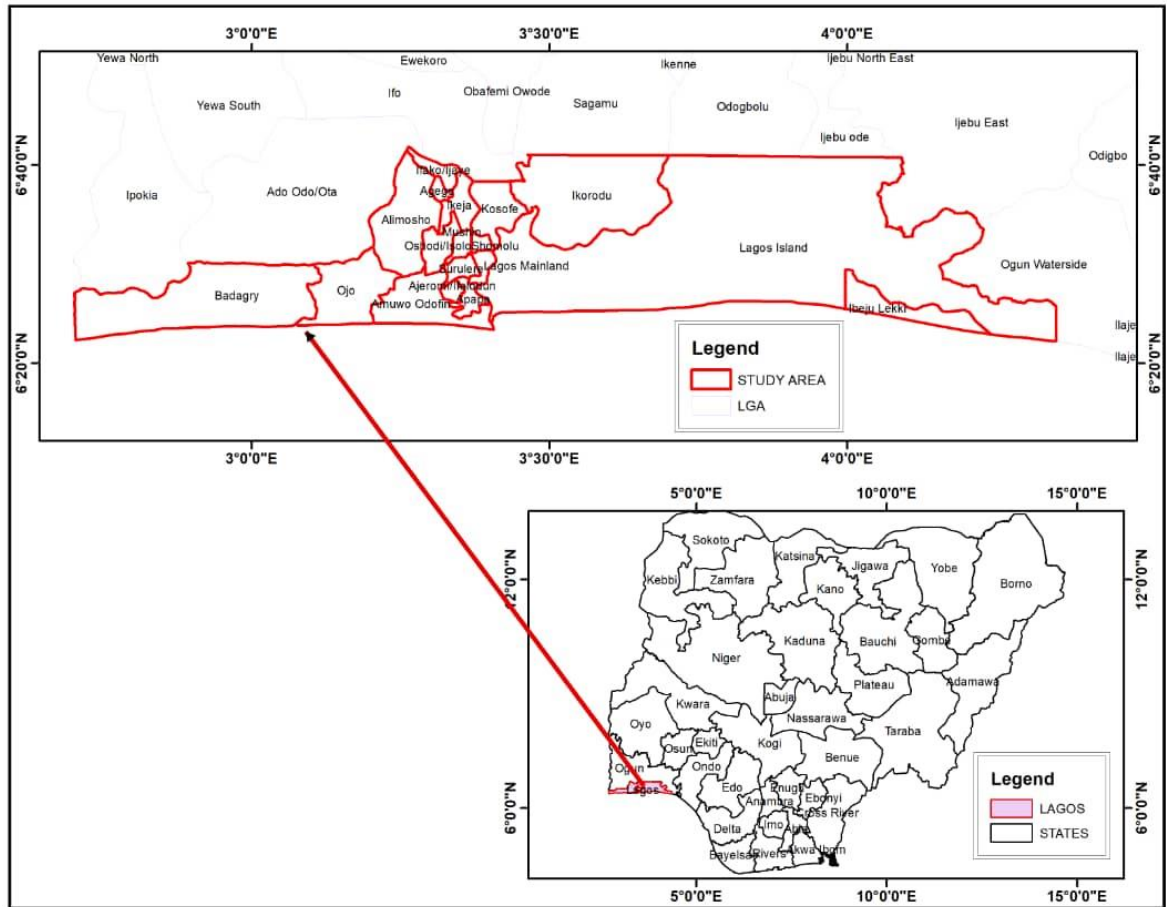 3°0'0"E 3°30'0"E 4°0'0"E
Yewa North Ewekoro Ikenne Ijebu North East
Ifo Obafemi Owode
Yewa South Sagamu Odogbolu
Ijebu East
Ijebu ode
Odigbo
6°40'0"N 6°40'0"N
Ifako/Ijaye
Agege
Ipokia Ado Odo/Ota Ikorodu
Ikeja
Kosofe
Alimosho
Mushin
Oshodi/Isolo Shomolu Lagos Island
Surulere Lagos Mainland Ogun Waterside
Ajeromi/Ifelodun
Badagry Ojo
Amuwo Odofin Apapa Ibeju Lekki
Ilaje
Ilaje
6°20'0"N 6°20'0"N
Legend
STUDY AREA
LGA
3°0'0"E 3°30'0"E 4°0'0"E
5°0'0"E 10°0'0"E 15°0'0"E
Sokoto
Katsina
Jigawa Yobe
Kebbi Zamfara Kano Borno
12°0'0"N 12°0'0"N
Kaduna Bauchi Gombe
Niger
Plateau Adamawa
Abuja
Kwara Nassarawa
Oyo Taraba
Ekiti Kogi
Osun Benue
Ogun Ondo
Edo Enugu
Lagos Anambra Ebonyi
Cross River
Delta Imo Abia
Bayelsa Rivers Akwa Ibom
6°0'0"N 6°0'0"N
Legend
LAGOS
STATES
5°0'0"E 10°0'0"E 15°0'0"E